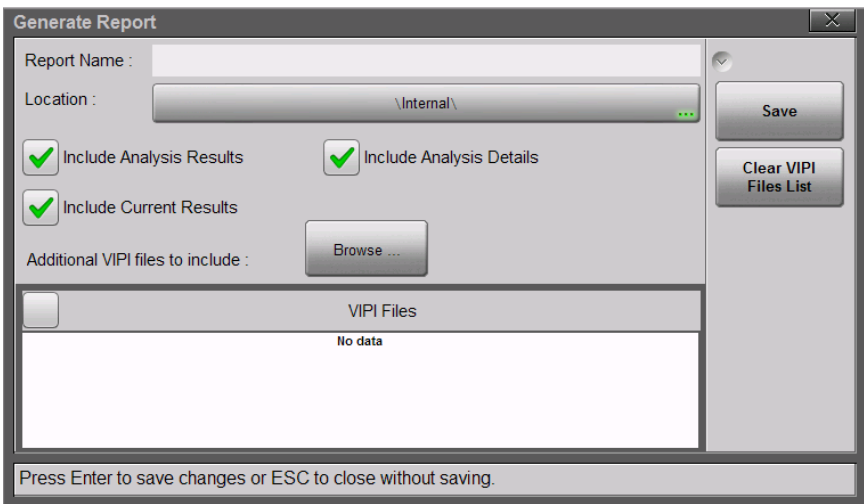 Generate Report
Report Name :
Location :
\Internal\
...
Save
Include Analysis Results
Include Analysis Details
Clear VIPI
Files List
Include Current Results
Additional VIPI files to include :
Browse ...
VIPI Files
No data
Press Enter to save changes or ESC to close without saving.